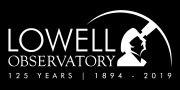 LOWELL
OBSERVATORY
125 YEARS | 1894 - 2019